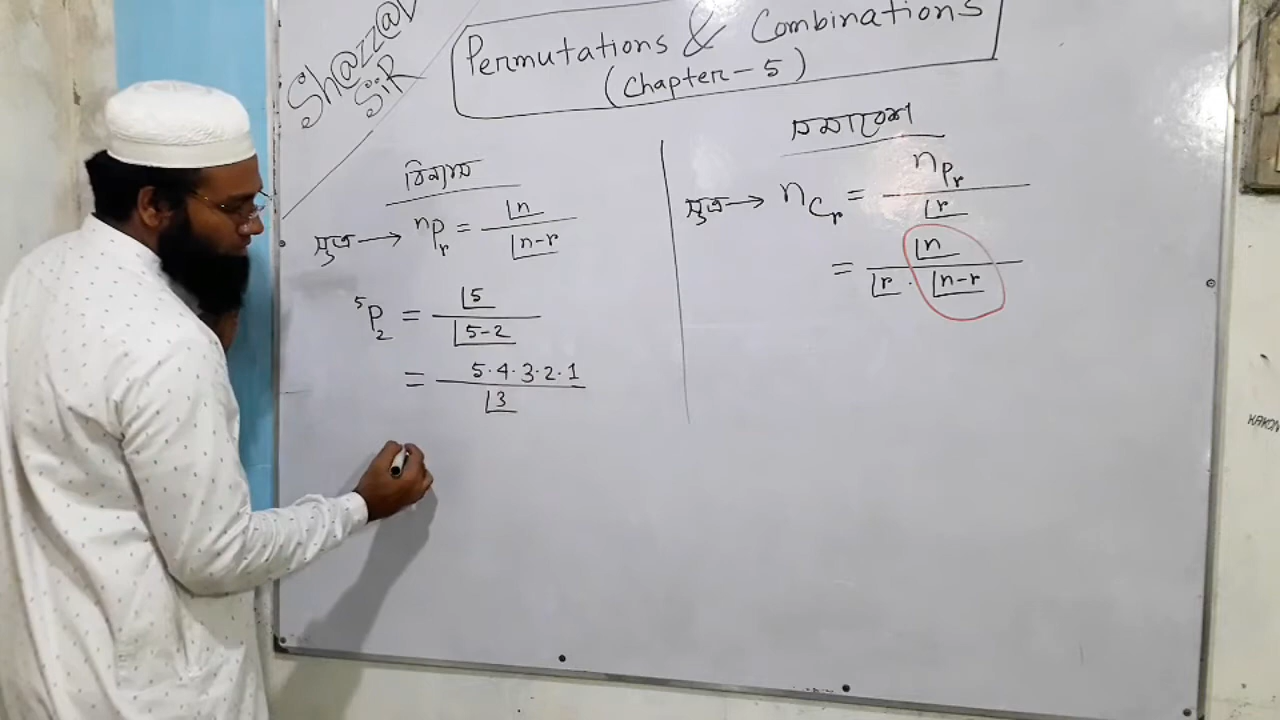 Sh@zz@d
SiR
Permutations & Combinations
(Chapter-5)
বিন্যাস
সূত্র → nPr = ⌊n / ⌊n-r
5P2 = ⌊5 / ⌊5-2
= 5·4·3·2·1 / ⌊3
সমাবেশ
সূত্র → nCr = nPr / ⌊r
= ⌊n / ⌊r · ⌊n-r
KAKON